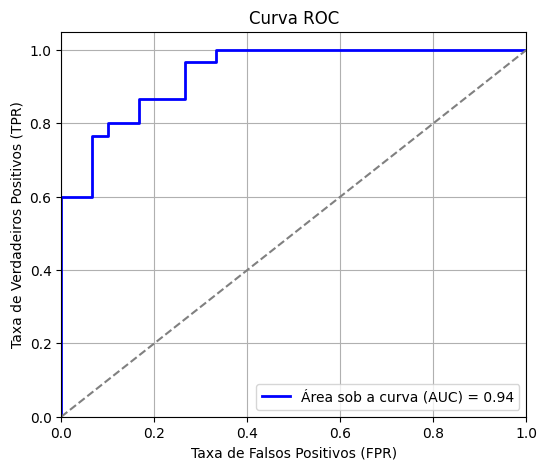 Curva ROC
Taxa de Verdadeiros Positivos (TPR)
1.0
0.8
0.6
0.4
0.2
0.0
0.0 0.2 0.4 0.6 0.8 1.0
Área sob a curva (AUC) = 0.94
Taxa de Falsos Positivos (FPR)